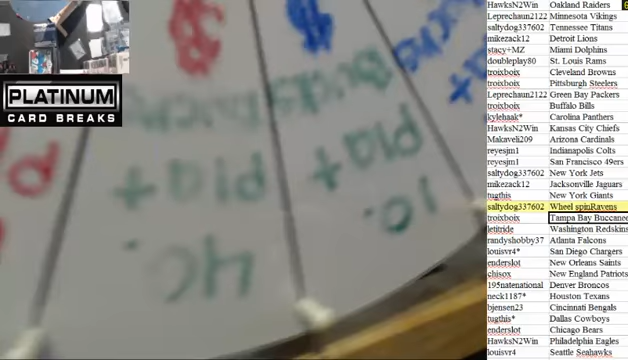 PLATINUM
CARD BREAKS
$
$
plat +
4C.
plat +
1C.
HawksN2Win Oakland Raiders
Leprechaun2122 Minnesota Vikings
saltydog337602 Tennessee Titans
mikezack12 Detroit Lions
stacy+MZ Miami Dolphins
doubleplay80 St. Louis Rams
troixboix Cleveland Browns
troixboix Pittsburgh Steelers
Leprechaun2122 Green Bay Packers
troixboix Buffalo Bills
kylehaak* Carolina Panthers
HawksN2Win Kansas City Chiefs
Makaveli209 Arizona Cardinals
reyesjm1 Indianapolis Colts
reyesjm1 San Francisco 49ers
saltydog337602 New York Jets
mikezack12 Jacksonville Jaguars
tugthis New York Giants
saltydog337602 Wheel spinRavens
troixboix Tampa Bay Buccanee
letitride Washington Redskins
randyshobby37 Atlanta Falcons
louisvr4* San Diego Chargers
enderslot New Orleans Saints
chisox New England Patriots
195natenational Denver Broncos
neck1187* Houston Texans
bjensen23 Cincinnati Bengals
tugthis* Dallas Cowboys
enderslot Chicago Bears
HawksN2Win Philadelphia Eagles
louisvr4 Seattle Seahawks